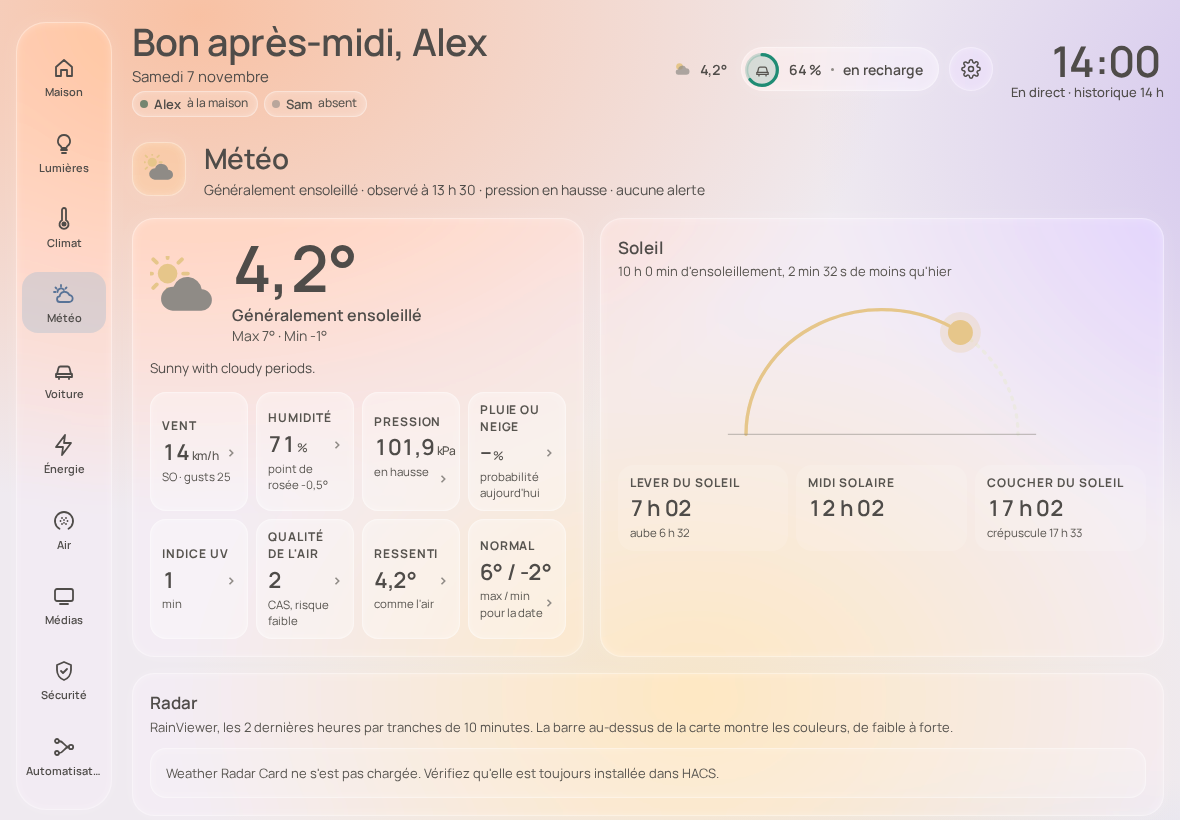 Bon après-midi, Alex
Samedi 7 novembre
Alex à la maison
Sam absent
4,2°
64 % · en recharge
14:00
En direct · historique 14 h
Maison
Lumières
Climat
Météo
Voiture
Énergie
Air
Médias
Sécurité
Automatisat...
Météo
Généralement ensoleillé · observé à 13 h 30 · pression en hausse · aucune alerte
4,2°
Généralement ensoleillé
Max 7° · Min -1°
Sunny with cloudy periods.
VENT
14 km/h
SO · gusts 25
HUMIDITÉ
71 %
point de
rosée -0,5°
PRESSION
101,9 kPa
en hausse
PLUIE OU
NEIGE
– %
probabilité
aujourd'hui
INDICE UV
1
min
QUALITÉ
DE L'AIR
2
CAS, risque
faible
RESSENTI
4,2°
comme l'air
NORMAL
6° / -2°
max / min
pour la date
Soleil
10 h 0 min d'ensoleillement, 2 min 32 s de moins qu'hier
LEVER DU SOLEIL
7 h 02
aube 6 h 32
MIDI SOLAIRE
12 h 02
COUCHER DU SOLEIL
17 h 02
crépuscule 17 h 33
Radar
RainViewer, les 2 dernières heures par tranches de 10 minutes. La barre au-dessus de la carte montre les couleurs, de faible à forte.
Weather Radar Card ne s'est pas chargée. Vérifiez qu'elle est toujours installée dans HACS.